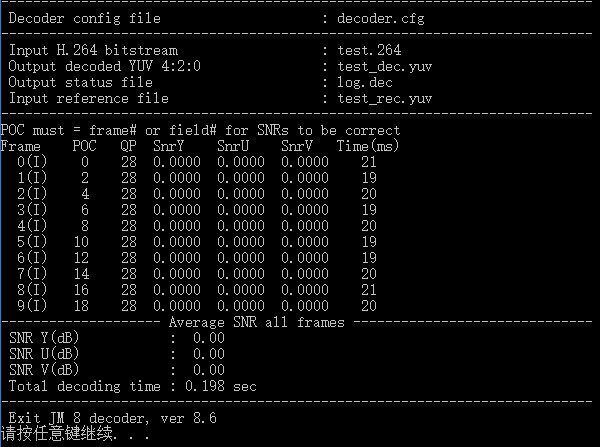 Decoder config file : decoder.cfg
Input H.264 bitstream : test.264
Output decoded YUV 4:2:0 : test_dec.yuv
Output status file : log.dec
Input reference file : test_rec.yuv
POC must = frame# or field# for SNRs to be correct
Frame POC QP SnrY SnrU SnrV Time(ms)
0(I) 0 28 0.0000 0.0000 0.0000 21
1(I) 2 28 0.0000 0.0000 0.0000 19
2(I) 4 28 0.0000 0.0000 0.0000 20
3(I) 6 28 0.0000 0.0000 0.0000 19
4(I) 8 28 0.0000 0.0000 0.0000 20
5(I) 10 28 0.0000 0.0000 0.0000 19
6(I) 12 28 0.0000 0.0000 0.0000 19
7(I) 14 28 0.0000 0.0000 0.0000 20
8(I) 16 28 0.0000 0.0000 0.0000 21
9(I) 18 28 0.0000 0.0000 0.0000 20
-------------------- Average SNR all frames ------------------------------
SNR Y(dB) : 0.00
SNR U(dB) : 0.00
SNR V(dB) : 0.00
Total decoding time : 0.198 sec
Exit JM 8 decoder, ver 8.6
请按任意键继续. . .